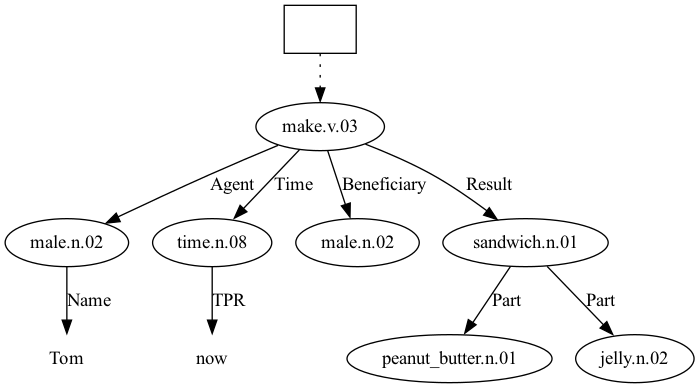 make.v.03
Agent Time Beneficiary Result
male.n.02 time.n.08 male.n.02 sandwich.n.01
Name TPR Part Part
Tom now peanut_butter.n.01 jelly.n.02